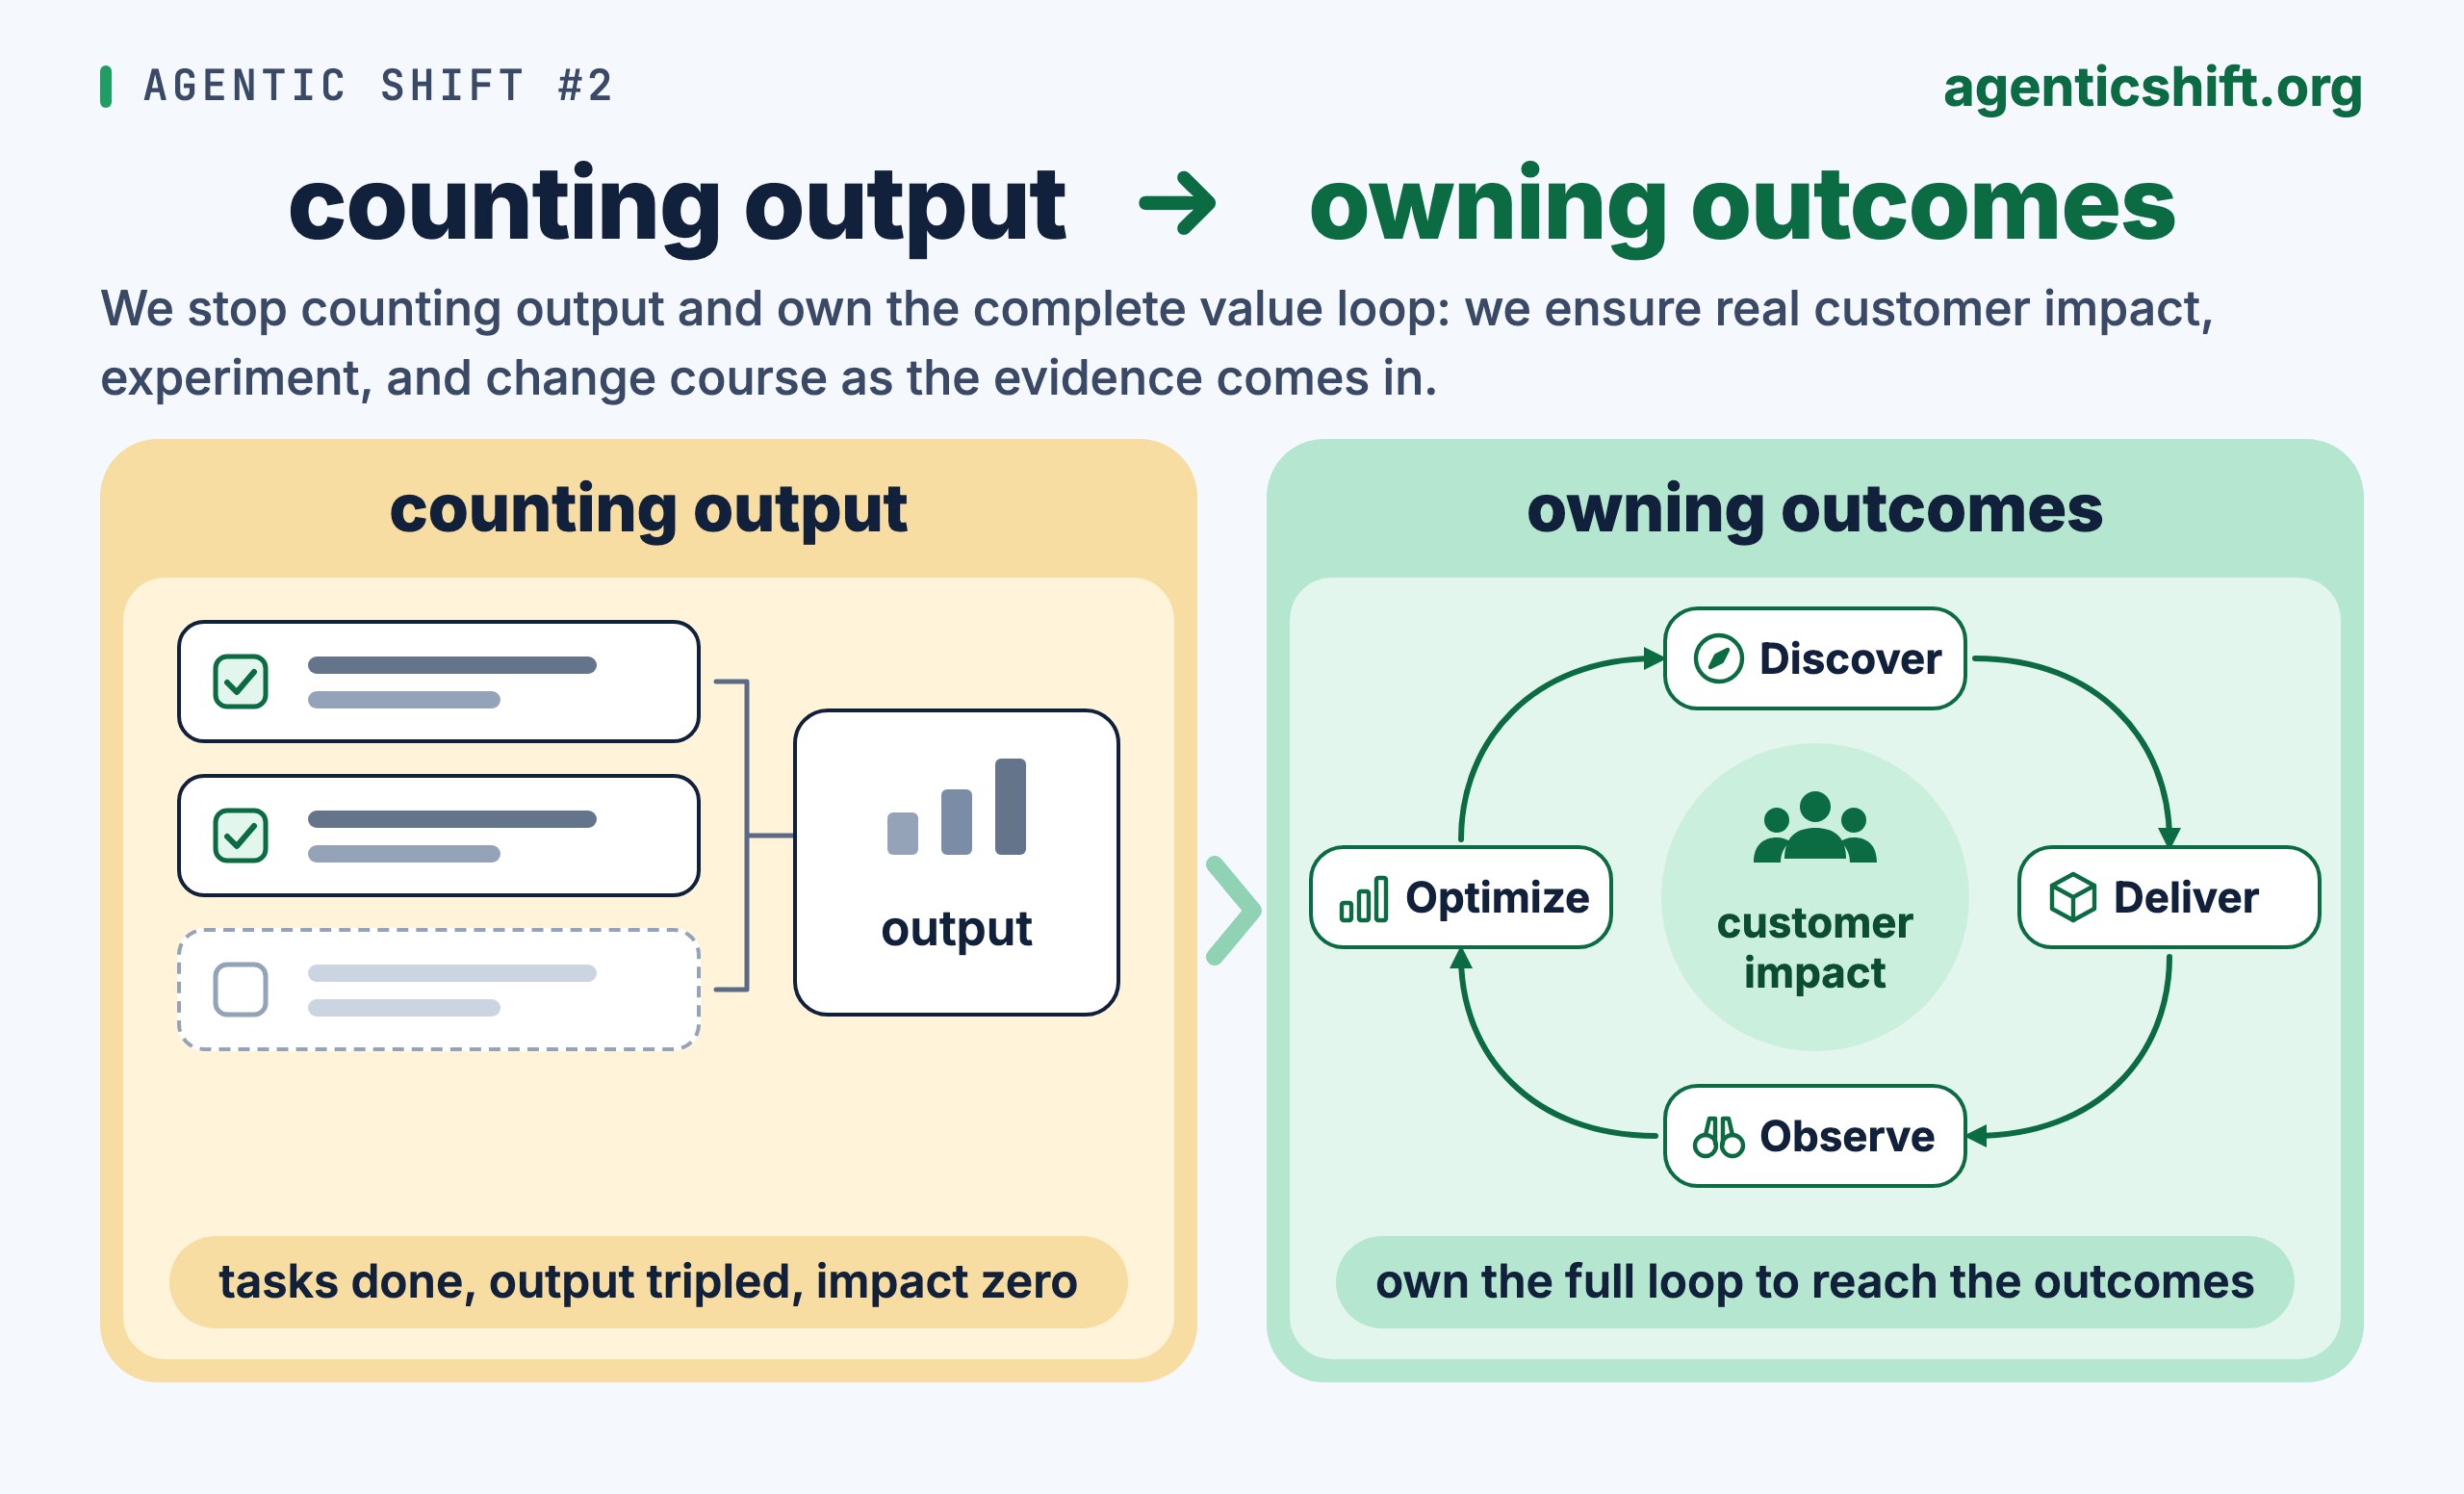 AGENTIC SHIFT #2
agenticshift.org
counting output → owning outcomes
We stop counting output and own the complete value loop: we ensure real customer impact,
experiment, and change course as the evidence comes in.
counting output
output
tasks done, output tripled, impact zero
owning outcomes
Discover
Optimize
customer
impact
Deliver
Observe
own the full loop to reach the outcomes